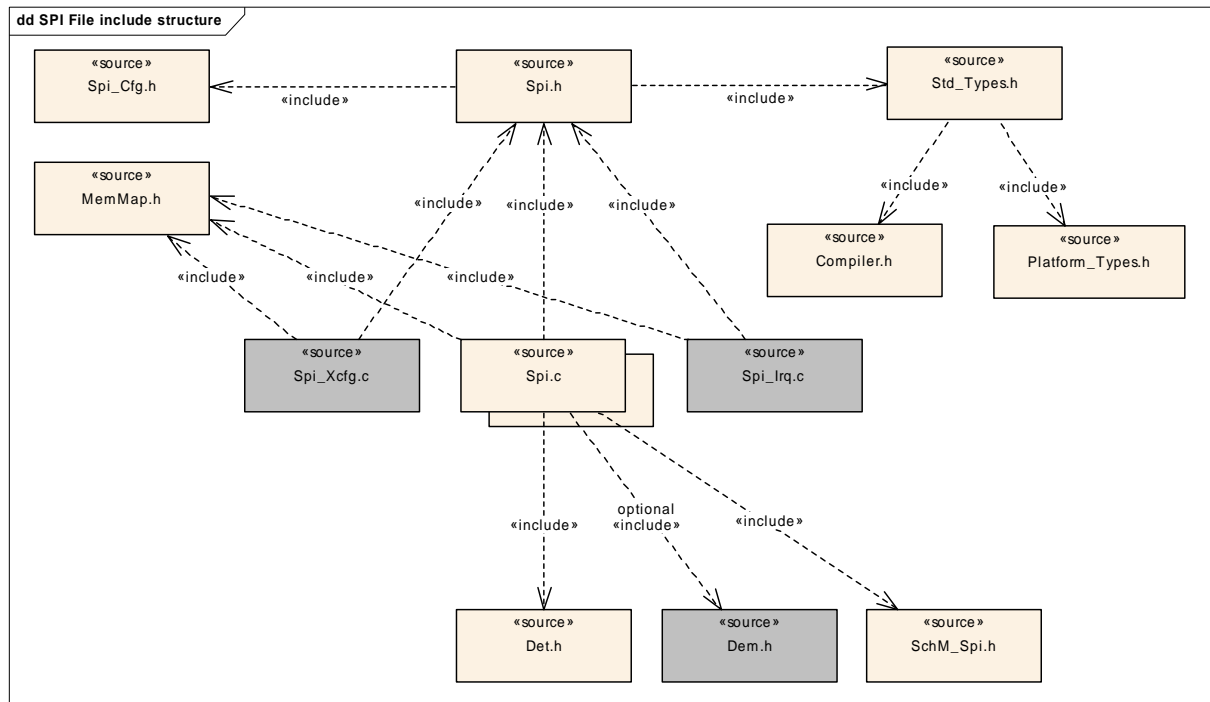 dd SPI File include structure
«source»
Spi_Cfg.h
«source»
Spi.h
«source»
Std_Types.h
«include»
«include»
«source»
MemMap.h
«include»
«include»
«include»
«include»
«include»
«source»
Compiler.h
«source»
Platform_Types.h
«include»
«include»
«include»
«source»
Spi_Xcfg.c
«source»
Spi.c
«source»
Spi_Irq.c
optional
«include»
«include»
«include»
«source»
Det.h
«source»
Dem.h
«source»
SchM_Spi.h